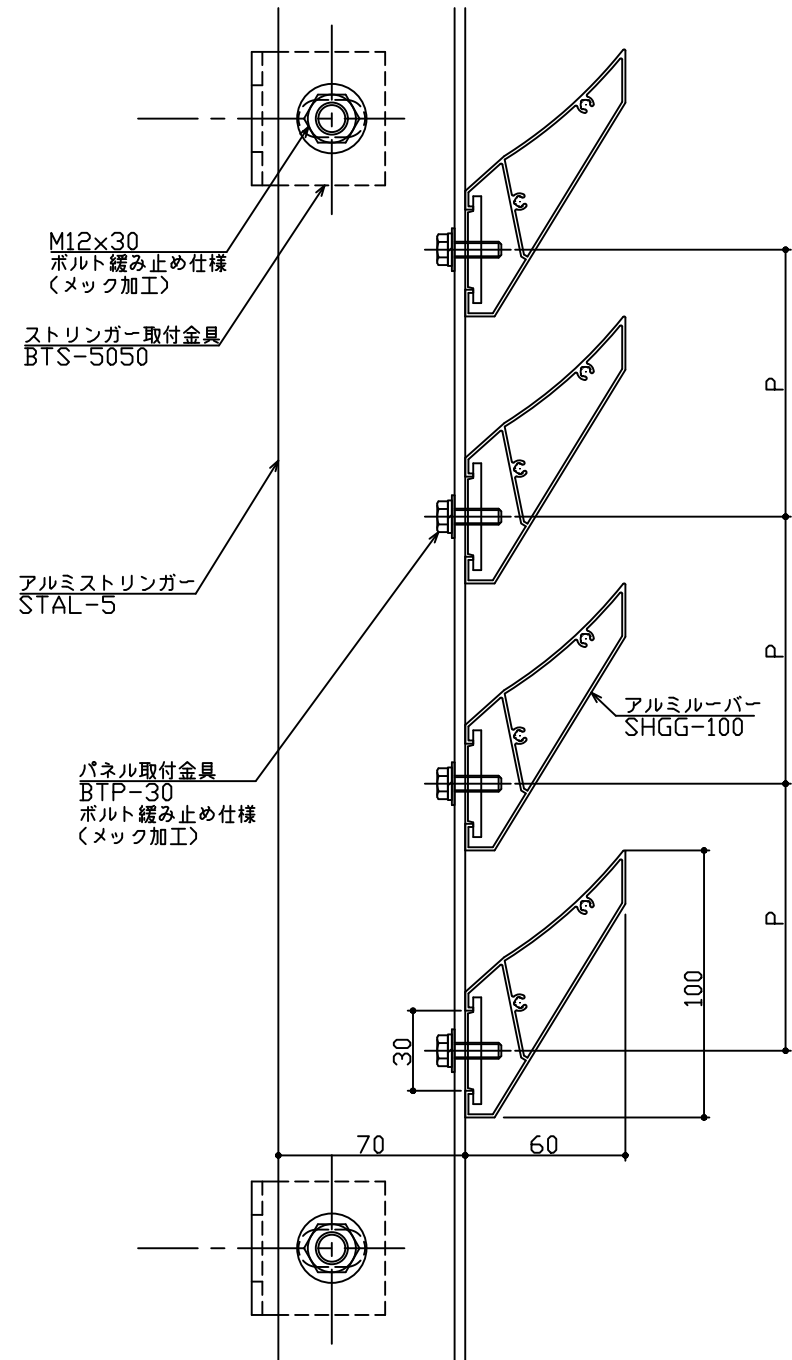 M12x30
ボルト緩み止め仕様
(メック加工)
ストリンガー取付金具
BTS-5050
P
アルミストリンガー
STAL-5
P
アルミルーバー
SHGG-100
パネル取付金具
BTP-30
ボルト緩み止め仕様
(メック加工)
P
100
30
70
60